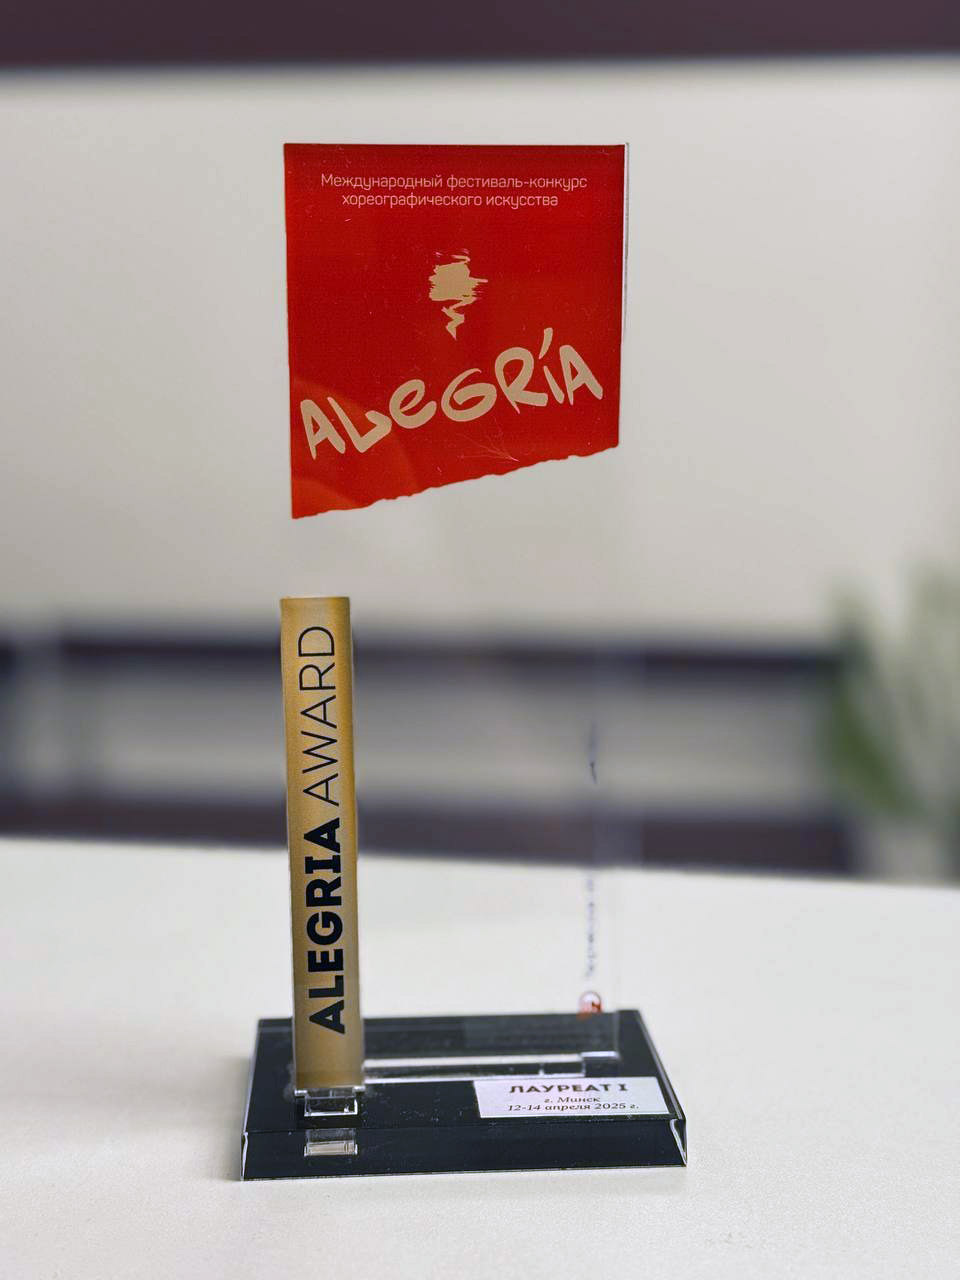 Международный фестиваль-конкурс
хореографического искусства
ALEGRÍA
ALEGRIA AWARD
ЛАУРЕАТ I
г. Минск
12-14 апреля 2025 г.